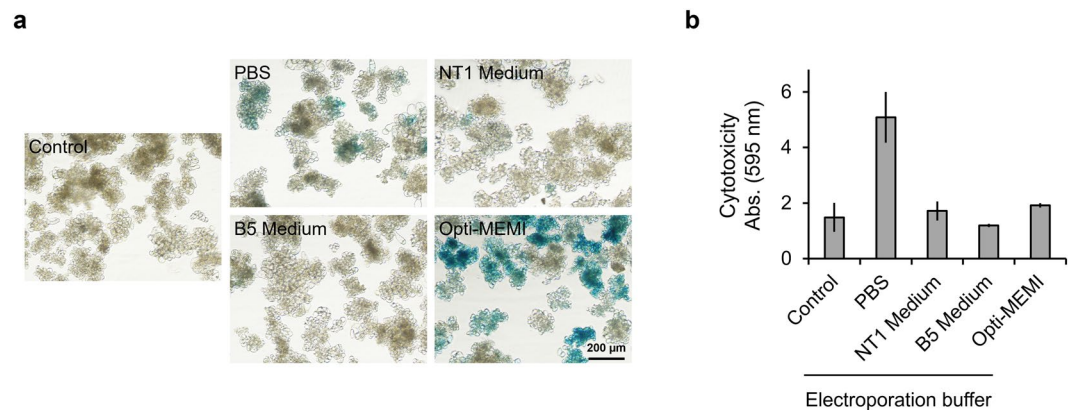 a
Control
PBS
NT1 Medium
B5 Medium
Opti-MEMI
200 µm
b
Cytotoxicity
Abs. (595 nm)
6
4
2
0
Control
PBS
NT1 Medium
B5 Medium
Opti-MEMI
Electroporation buffer